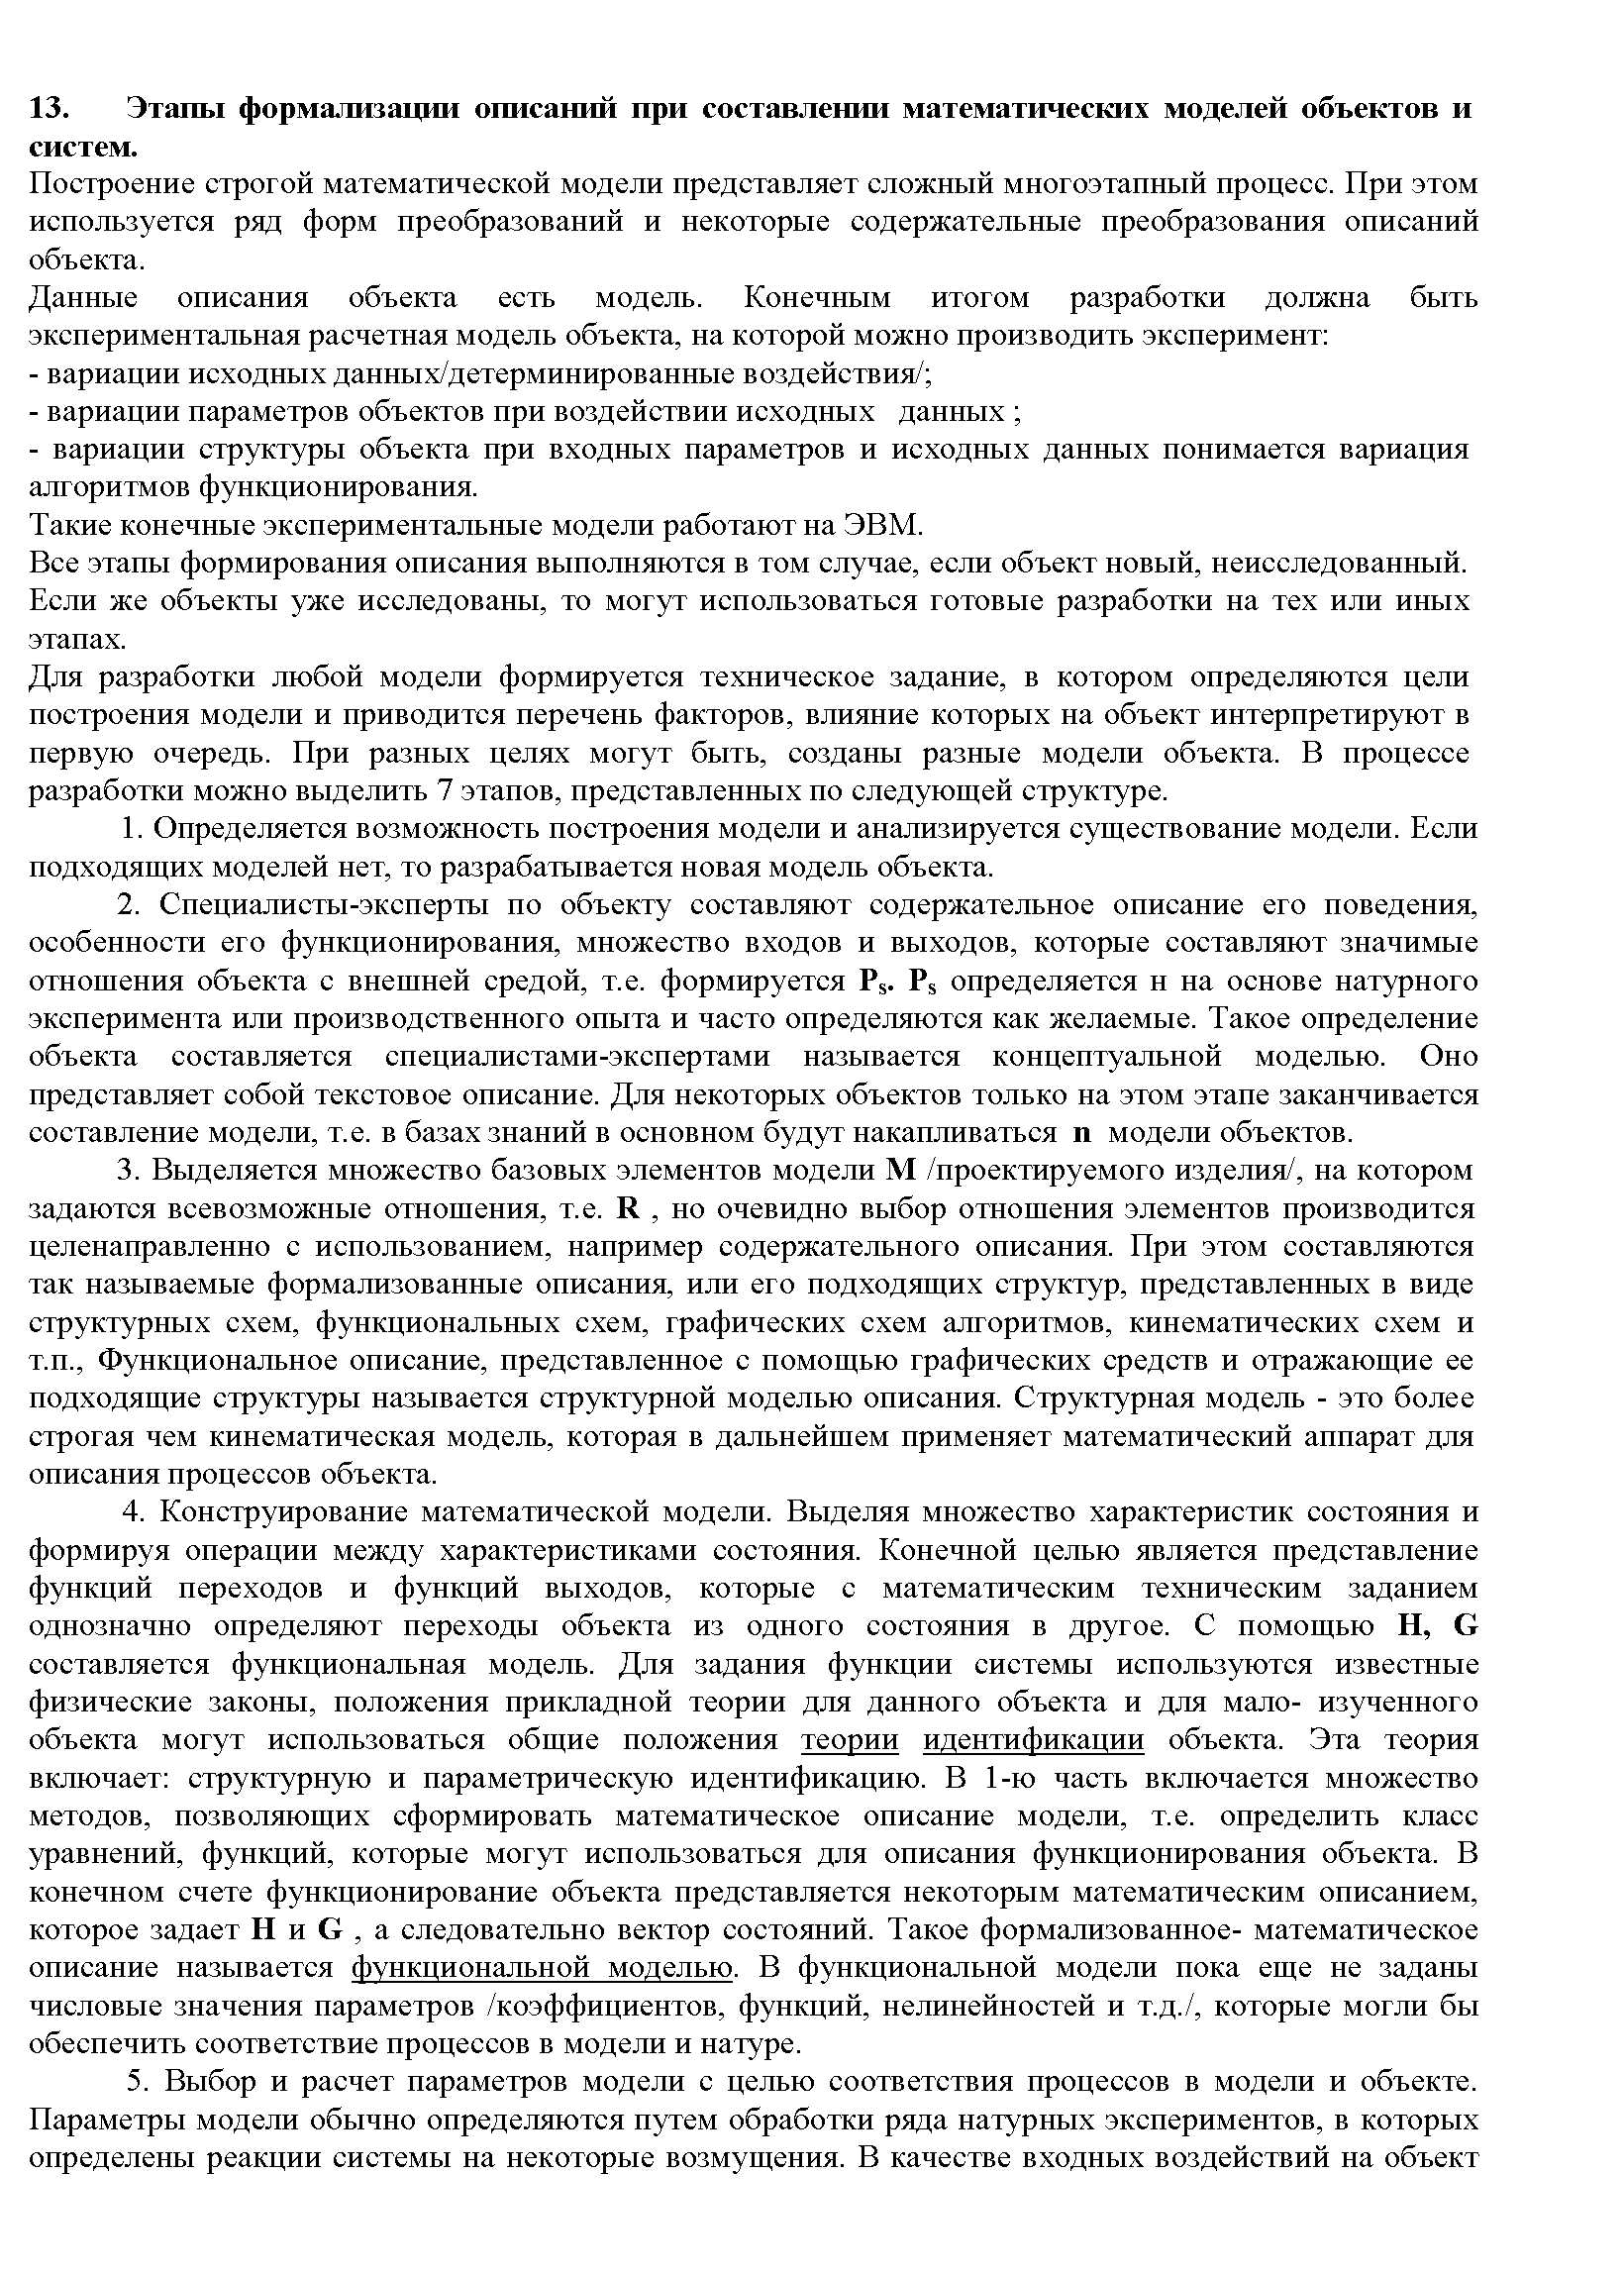 13. Этапы формализации описаний при составлении математических моделей объектов и
систем.
Построение строгой математической модели представляет сложный многоэтапный процесс. При этом
используется ряд форм преобразований и некоторые содержательные преобразования описаний
объекта.
Данные описания объекта есть модель. Конечным итогом разработки должна быть
экспериментальная расчетная модель объекта, на которой можно производить эксперимент:
- вариации исходных данных/детерминированные воздействия/;
- вариации параметров объектов при воздействии исходных данных ;
- вариации структуры объекта при входных параметров и исходных данных понимается вариация
алгоритмов функционирования.
Такие конечные экспериментальные модели работают на ЭВМ.
Все этапы формирования описания выполняются в том случае, если объект новый, неисследованный.
Если же объекты уже исследованы, то могут использоваться готовые разработки на тех или иных
этапах.
Для разработки любой модели формируется техническое задание, в котором определяются цели
построения модели и приводится перечень факторов, влияние которых на объект интерпретируют в
первую очередь. При разных целях могут быть, созданы разные модели объекта. В процессе
разработки можно выделить 7 этапов, представленных по следующей структуре.
1. Определяется возможность построения модели и анализируется существование модели. Если
подходящих моделей нет, то разрабатывается новая модель объекта.
2. Специалисты-эксперты по объекту составляют содержательное описание его поведения,
особенности его функционирования, множество входов и выходов, которые составляют значимые
отношения объекта с внешней средой, т.е. формируется Ps. Ps определяется н на основе натурного
эксперимента или производственного опыта и часто определяются как желаемые. Такое определение
объекта составляется специалистами-экспертами называется концептуальной моделью. Оно
представляет собой текстовое описание. Для некоторых объектов только на этом этапе заканчивается
составление модели, т.е. в базах знаний в основном будут накапливаться n модели объектов.
3. Выделяется множество базовых элементов модели M /проектируемого изделия/, на котором
задаются всевозможные отношения, т.е. R , но очевидно выбор отношения элементов производится
целенаправленно с использованием, например содержательного описания. При этом составляются
так называемые формализованные описания, или его подходящих структур, представленных в виде
структурных схем, функциональных схем, графических схем алгоритмов, кинематических схем и
т.п., Функциональное описание, представленное с помощью графических средств и отражающие ее
подходящие структуры называется структурной моделью описания. Структурная модель - это более
строгая чем кинематическая модель, которая в дальнейшем применяет математический аппарат для
описания процессов объекта.
4. Конструирование математической модели. Выделяя множество характеристик состояния и
формируя операции между характеристиками состояния. Конечной целью является представление
функций переходов и функций выходов, которые с математическим техническим заданием
однозначно определяют переходы объекта из одного состояния в другое. С помощью H, G
составляется функциональная модель. Для задания функции системы используются известные
физические законы, положения прикладной теории для данного объекта и для мало- изученного
объекта могут использоваться общие положения теории идентификации объекта. Эта теория
включает: структурную и параметрическую идентификацию. В 1-ю часть включается множество
методов, позволяющих сформировать математическое описание модели, т.е. определить класс
уравнений, функций, которые могут использоваться для описания функционирования объекта. В
конечном счете функционирование объекта представляется некоторым математическим описанием,
которое задает H и G , а следовательно вектор состояний. Такое формализованное- математическое
описание называется функциональной моделью. В функциональной модели пока еще не заданы
числовые значения параметров /коэффициентов, функций, нелинейностей и т.д./, которые могли бы
обеспечить соответствие процессов в модели и натуре.
5. Выбор и расчет параметров модели с целью соответствия процессов в модели и объекте.
Параметры модели обычно определяются путем обработки ряда натурных экспериментов, в которых
определены реакции системы на некоторые возмущения. В качестве входных воздействий на объект